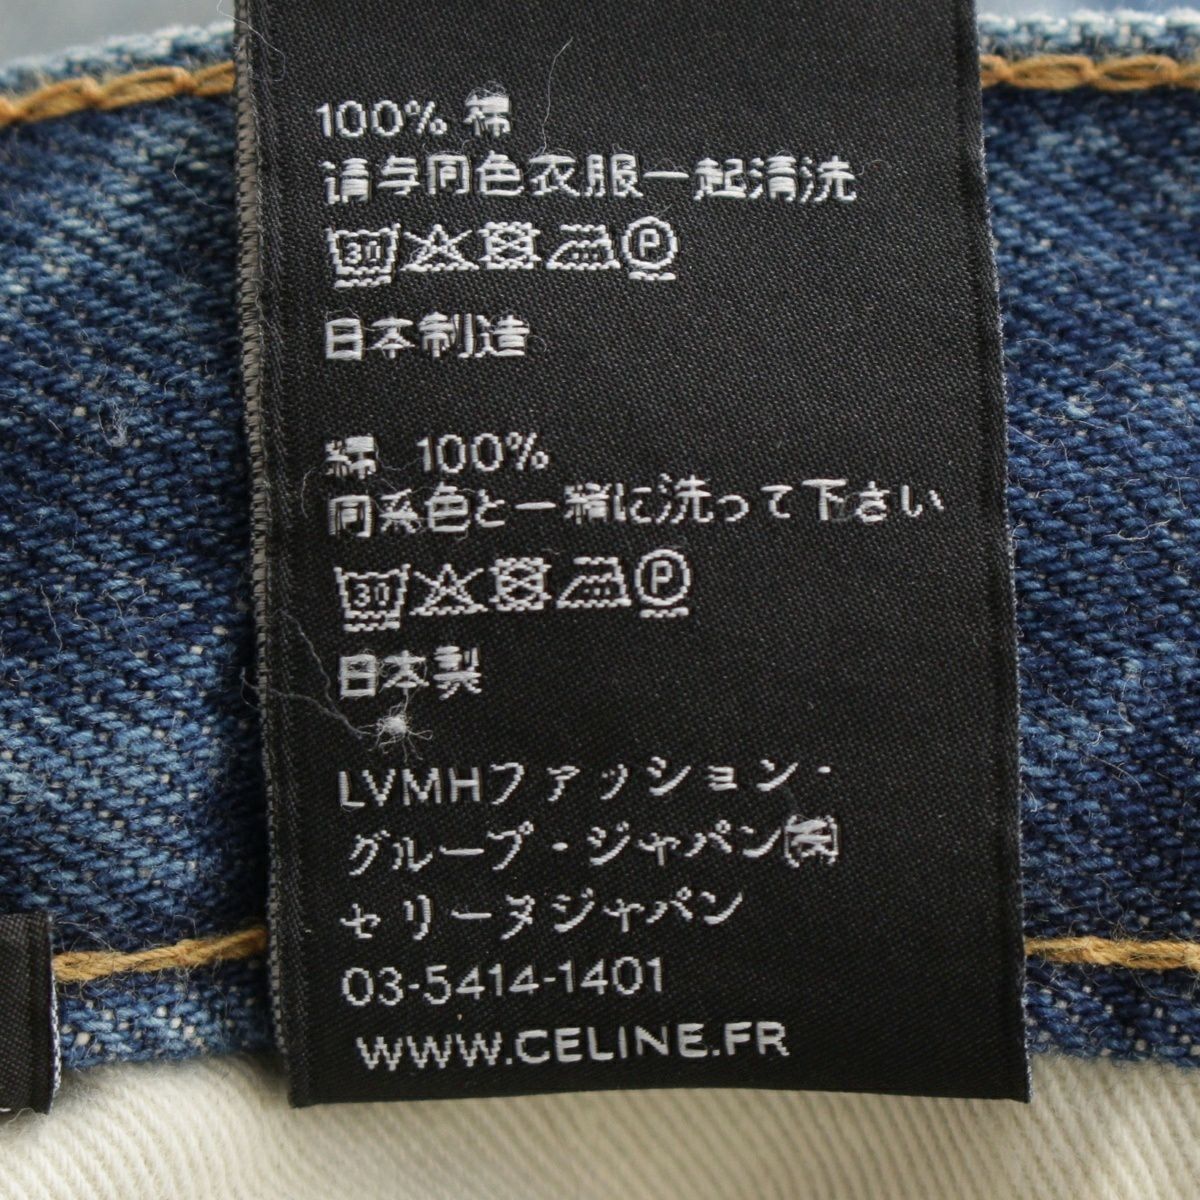 100% 棉
请与同色衣服一起清洗
30 P
日本制造
綿 100%
同系色と一緒に洗って下さい
30 P
日本製
LVMHファッション・
グループ・ジャパン(株)
セリーヌジャパン
03-5414-1401
WWW.CELINE.FR